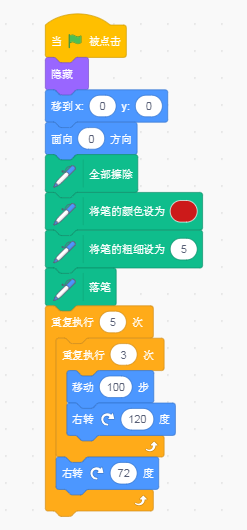 当 被点击
隐藏
移到 x: 0 y: 0
面向 0 方向
全部擦除
将笔的颜色设为
将笔的粗细设为 5
落笔
重复执行 5 次
重复执行 3 次
移动 100 步
右转 120 度
右转 72 度